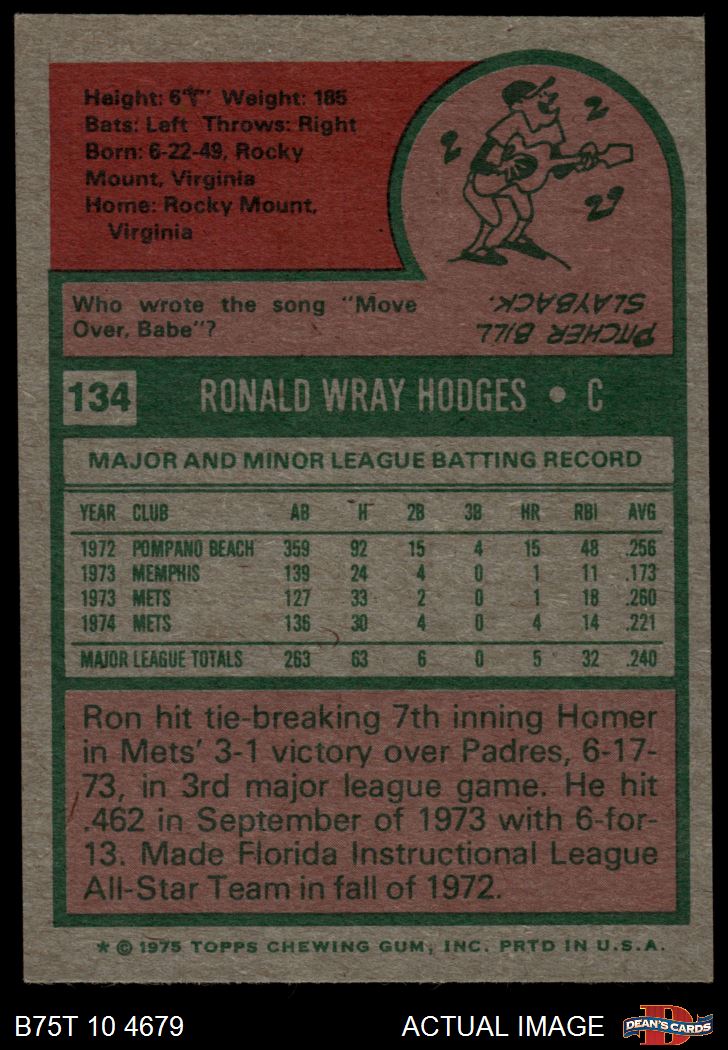 Height: 6'1" Weight: 185
Bats: Left Throws: Right
Born: 6-22-49, Rocky
Mount, Virginia
Home: Rocky Mount,
Virginia
Who wrote the song "Move
Over, Babe"?
PITCHER BILL
SLAYBACK.
134 RONALD WRAY HODGES • C
MAJOR AND MINOR LEAGUE BATTING RECORD
YEAR CLUB AB H 2B 3B HR RBI AVG
1972 POMPANO BEACH 359 92 15 4 15 48 .256
1973 MEMPHIS 139 24 4 0 1 11 .173
1973 METS 127 33 2 0 1 18 .260
1974 METS 136 30 4 0 4 14 .221
MAJOR LEAGUE TOTALS 263 63 6 0 5 32 .240
Ron hit tie-breaking 7th inning Homer
in Mets' 3-1 victory over Padres, 6-17-
73, in 3rd major league game. He hit
.462 in September of 1973 with 6-for-
13. Made Florida Instructional League
All-Star Team in fall of 1972.
* © 1975 TOPPS CHEWING GUM, INC. PRTD IN U.S.A.
B75T 10 4679 ACTUAL IMAGE
D
DEAN'S CARDS